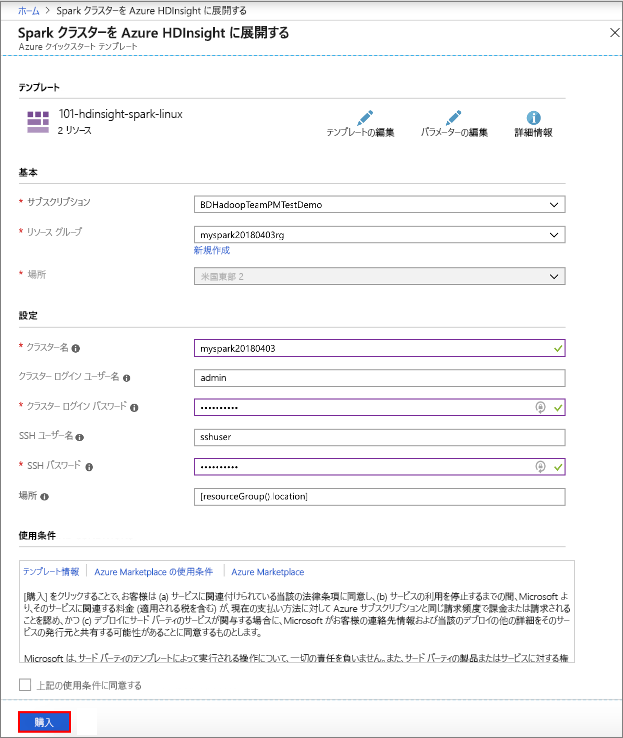 ホーム > Spark クラスターを Azure HDInsight に展開する
Spark クラスターを Azure HDInsight に展開する
Azure クイックスタート テンプレート
テンプレート
101-hdinsight-spark-linux
2 リソース
テンプレートの編集
パラメーターの編集
詳細情報
基本
* サブスクリプション
BDHadoopTeamPMTestDemo
* リソース グループ
myspark20180403rg
新規作成
* 場所
米国東部 2
設定
* クラスター名
myspark20180403
クラスター ログイン ユーザー名
admin
* クラスター ログイン パスワード
••••••••••
SSH ユーザー名
sshuser
* SSH パスワード
••••••••••
場所
[resourceGroup().location]
使用条件
テンプレート情報 | Azure Marketplace の使用条件 | Azure Marketplace
[購入] をクリックすることで、お客様は (a) サービスに関連付けられている当該の法律条項に同意し、(b) サービスの利用を停止するまでの間、Microsoft よ
り、そのサービスに関連する料金 (適用される税を含む) が、現在の支払い方法に対して Azure サブスクリプションと同じ請求頻度で課金または請求される
ことを認め、かつ (c) デプロイにサード パーティのサービスが関与する場合に、Microsoft がお客様の連絡先情報および当該のデプロイの他の詳細をそのサー
ビスの発行元と共有する可能性があることに同意するものとします。
Microsoft は、サード パーティのテンプレートによって実行される操作について、一切の責任を負いません。また、サード パーティの製品またはサービスに対する権
上記の使用条件に同意する
購入